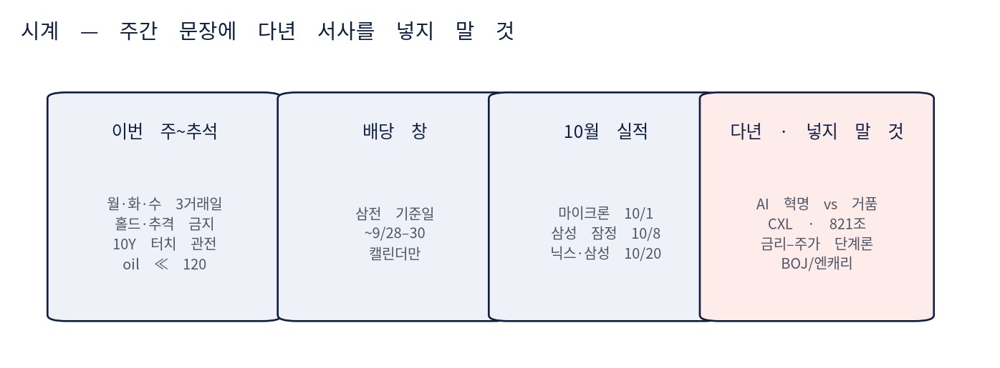 시계 — 주간 문장에 다년 서사를 넣지 말 것
이번 주~추석
월·화·수 3거래일
홀드·추격 금지
10Y 터치 관전
oil ≪ 120
배당 창
삼전 기준일
~9/28–30
캘린더만
10월 실적
마이크론 10/1
삼성 잠정 10/8
닉스·삼성 10/20
다년 · 넣지 말 것
AI 혁명 vs 거품
CXL · 821조
금리–주가 단계론
BOJ/엔캐리